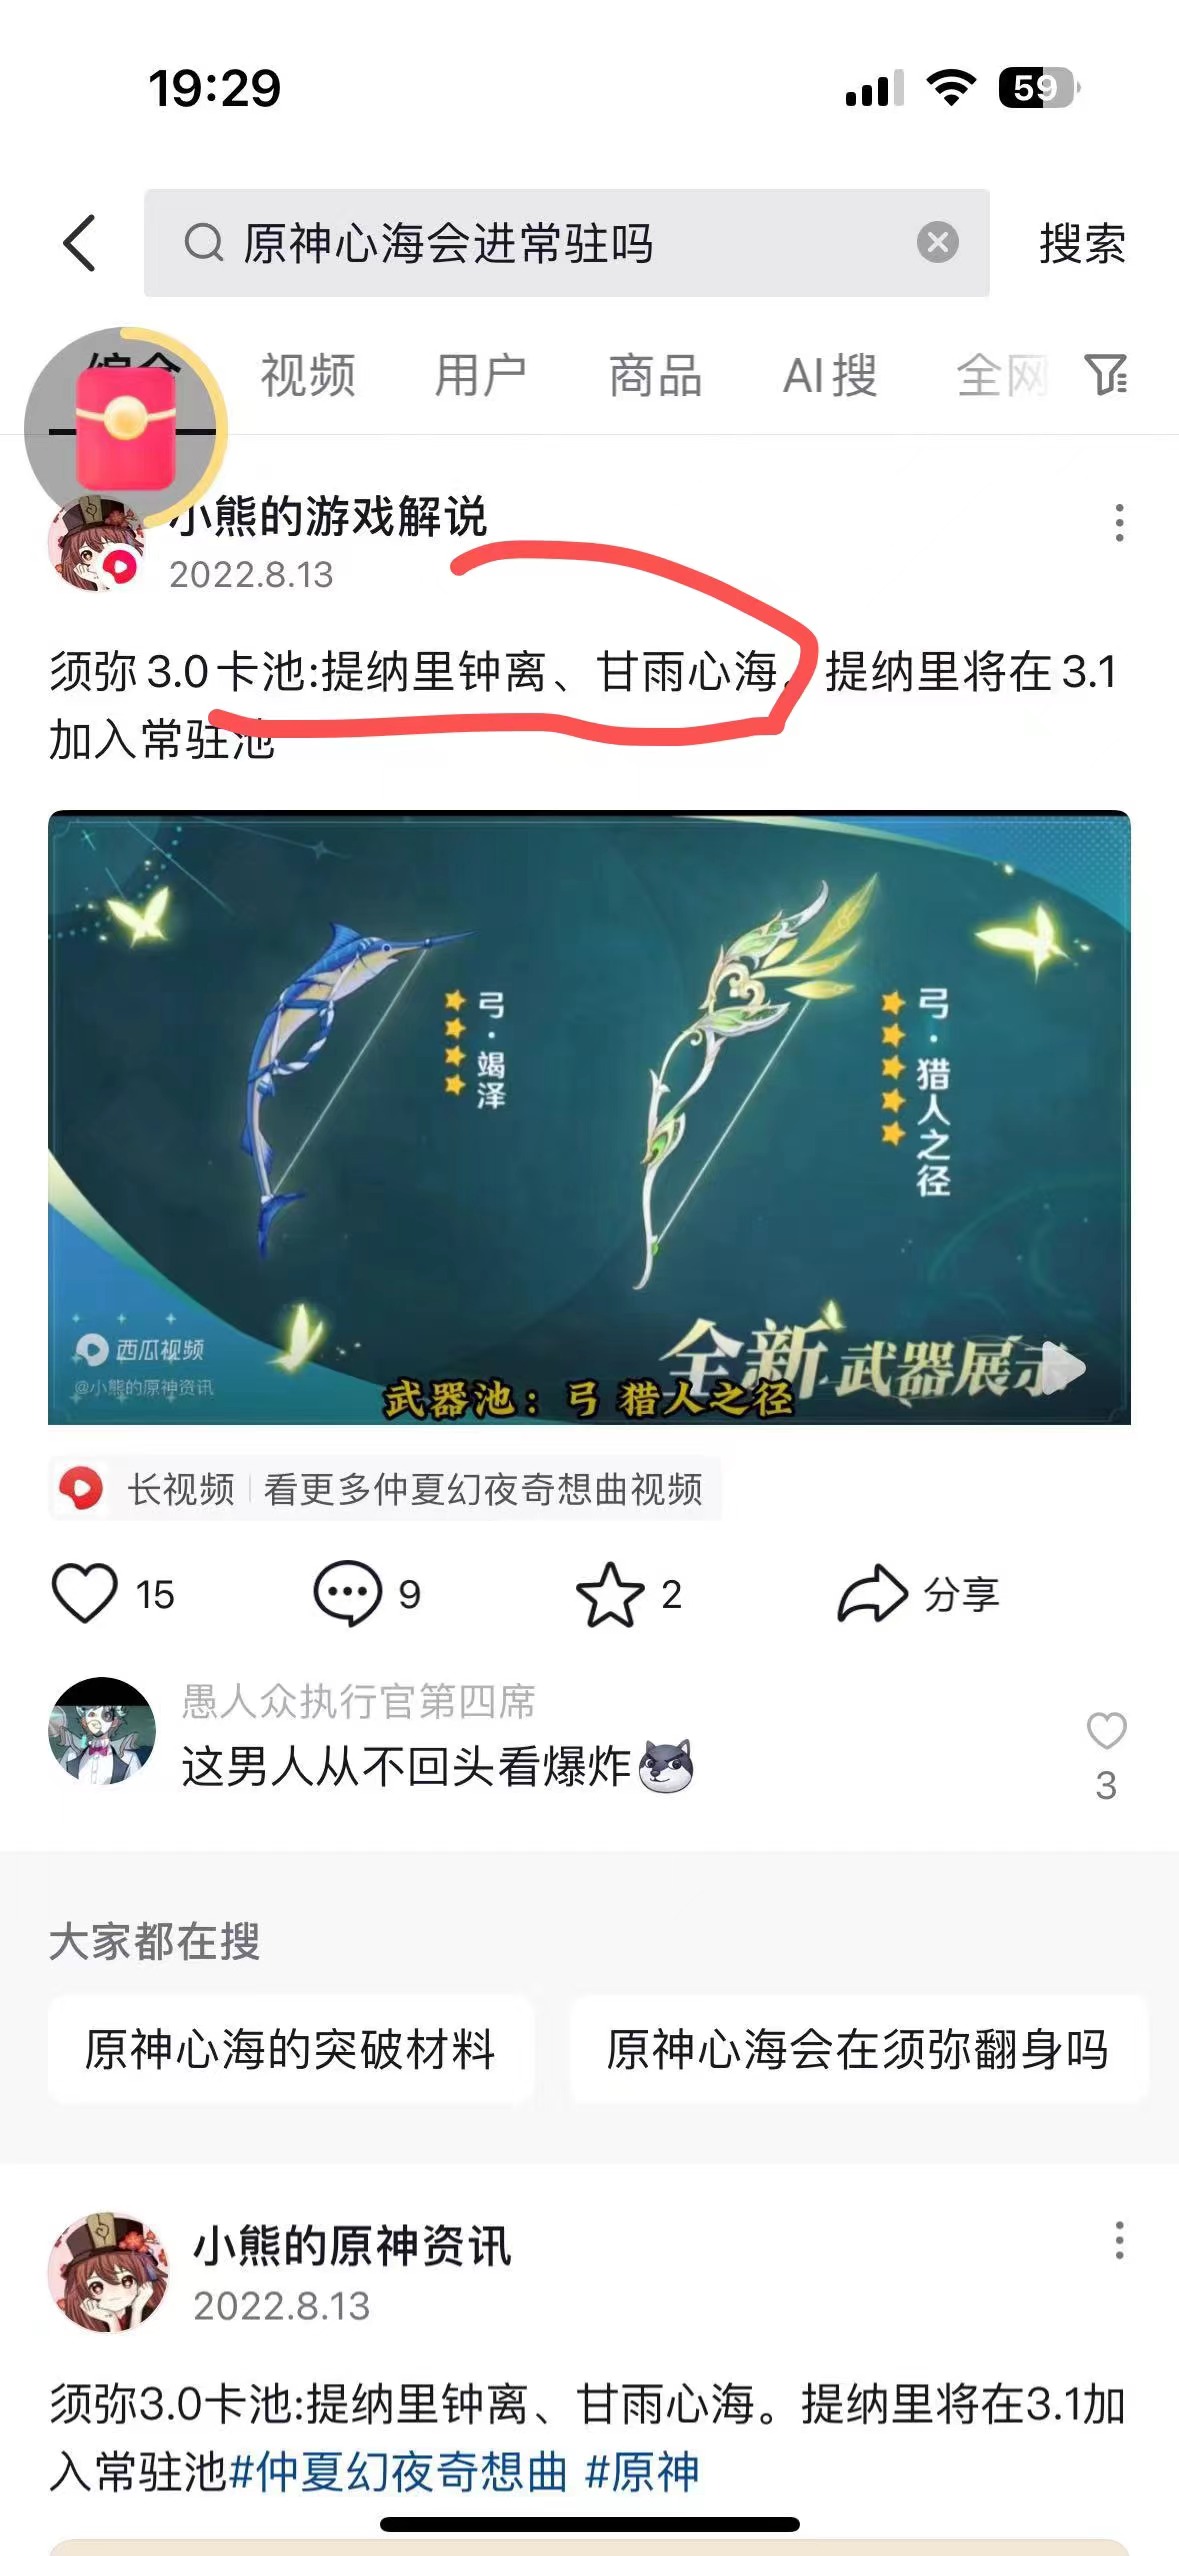 19:29
59
原神心海会进常驻吗
搜索
综合
视频
用户
商品
AI搜
全网
小熊的游戏解说
2022.8.13
须弥3.0卡池:提纳里钟离、甘雨心海。提纳里将在3.1
加入常驻池
弓·竭泽
弓·猎人之径
西瓜视频
@小熊的原神资讯
全新武器展示
武器池：弓 猎人之径
长视频
看更多仲夏幻夜奇想曲视频
15
9
2
分享
愚人众执行官第四席
这男人从不回头看爆炸
3
大家都在搜
原神心海的突破材料
原神心海会在须弥翻身吗
小熊的原神资讯
2022.8.13
须弥3.0卡池:提纳里钟离、甘雨心海。提纳里将在3.1加
入常驻池#仲夏幻夜奇想曲 #原神